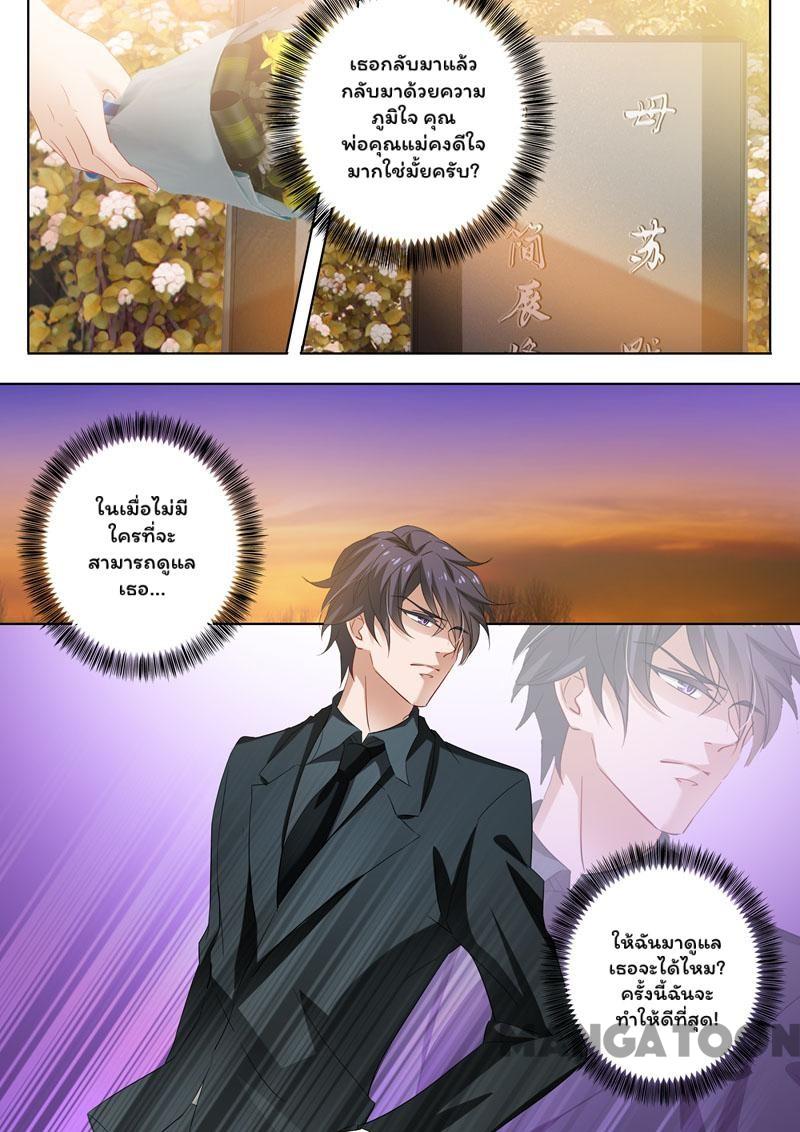 เธอกลับมาแล้ว
กลับมาด้วยความ
ภูมิใจ คุณ
พ่อคุณแม่คงดีใจ
มากใช่มั้ยครับ?
母
苏
简
展
ในเมื่อไม่มี
ใครที่จะ
สามารถดูแล
เธอ...
ให้ฉันมาดูแล
เธอจะได้ไหม?
ครั้งนี้ฉันจะ
ทำให้ดีที่สุด!
MANGATOON